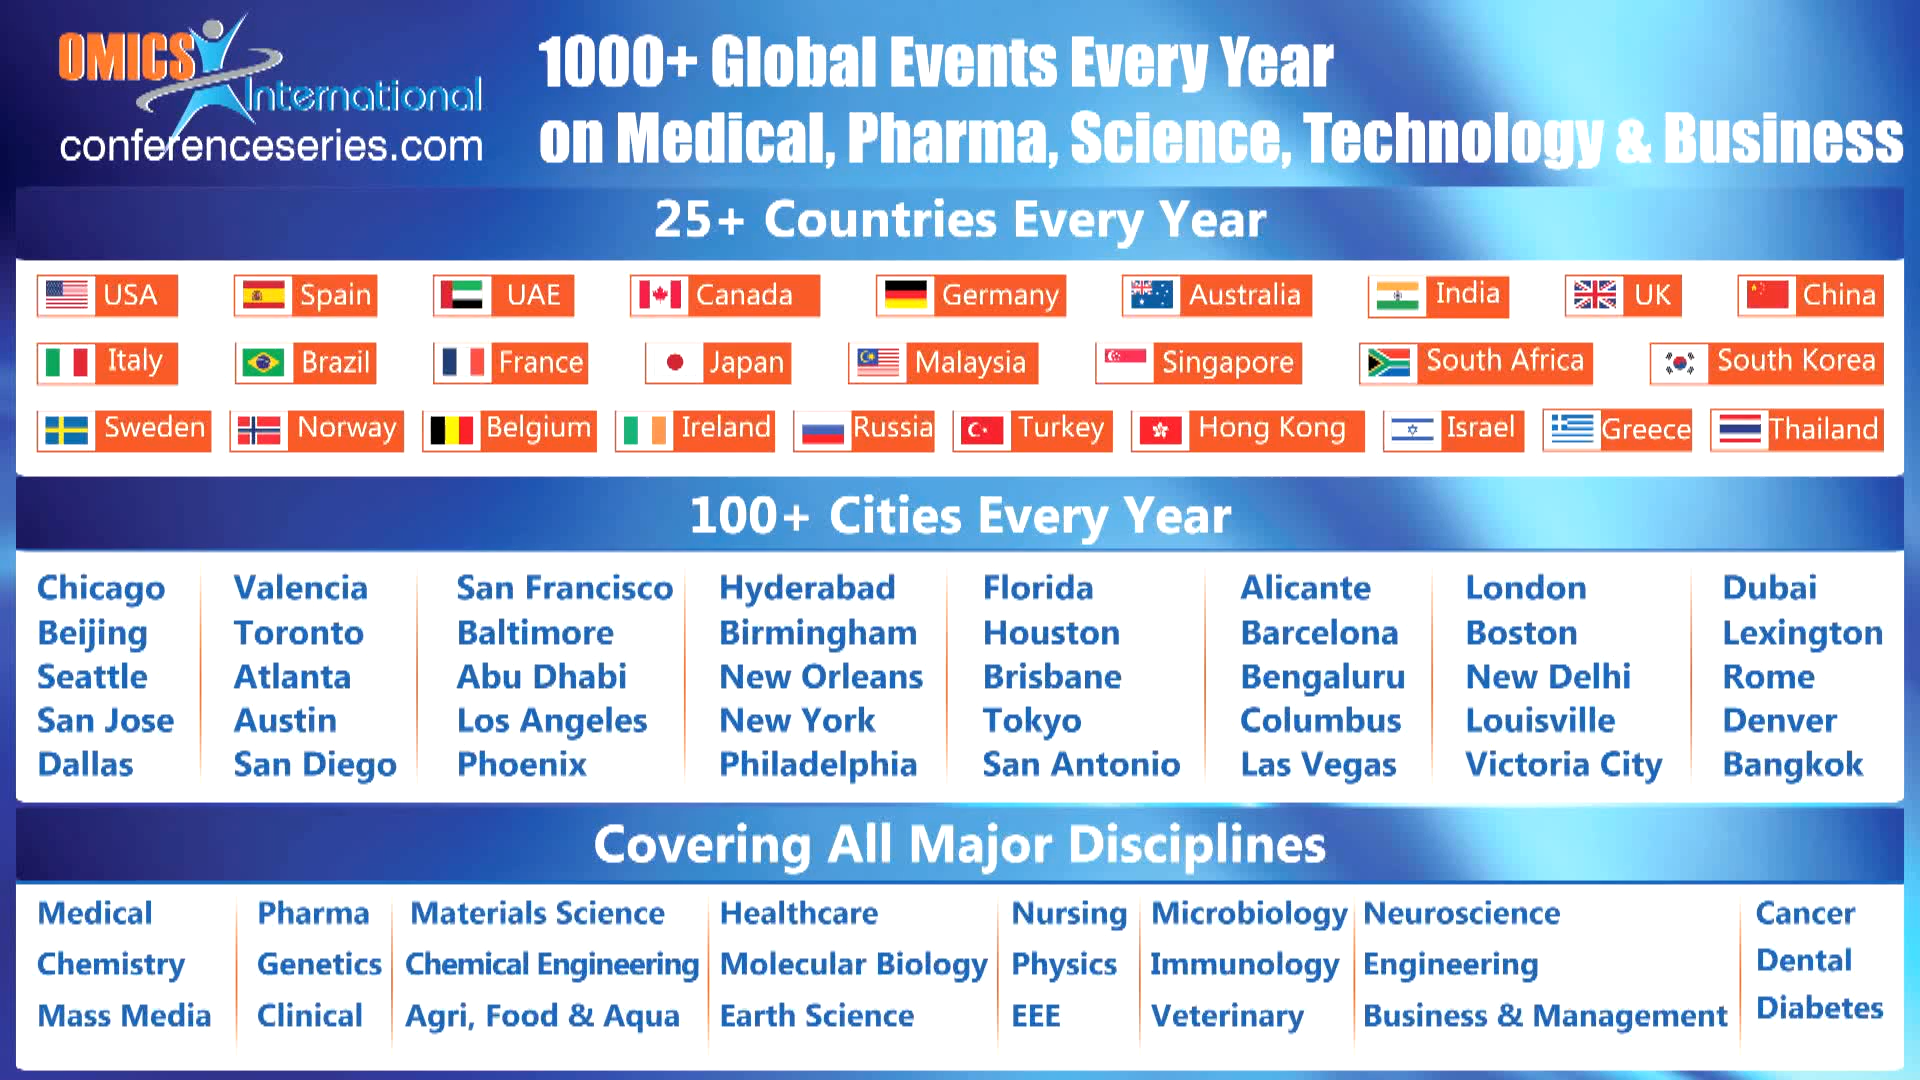 OMICS International
conferenceseries.com
1000+ Global Events Every Year
on Medical, Pharma, Science, Technology & Business
25+ Countries Every Year
USA Spain UAE Canada Germany Australia India UK China
Italy Brazil France Japan Malaysia Singapore South Africa South Korea
Sweden Norway Belgium Ireland Russia Turkey Hong Kong Israel Greece Thailand
100+ Cities Every Year
Chicago Valencia San Francisco Hyderabad Florida Alicante London Dubai
Beijing Toronto Baltimore Birmingham Houston Barcelona Boston Lexington
Seattle Atlanta Abu Dhabi New Orleans Brisbane Bengaluru New Delhi Rome
San Jose Austin Los Angeles New York Tokyo Columbus Louisville Denver
Dallas San Diego Phoenix Philadelphia San Antonio Las Vegas Victoria City Bangkok
Covering All Major Disciplines
Medical Pharma Materials Science Healthcare Nursing Microbiology Neuroscience Cancer
Chemistry Genetics Chemical Engineering Molecular Biology Physics Immunology Engineering Dental
Mass Media Clinical Agri, Food & Aqua Earth Science EEE Veterinary Business & Management Diabetes